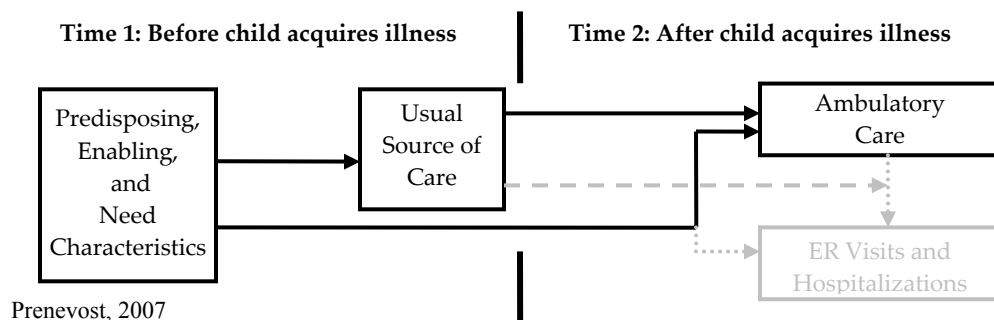 Time 1: Before child acquires illness
Time 2: After child acquires illness
Predisposing,
Enabling,
and
Need
Characteristics
Usual
Source of
Care
Ambulatory
Care
ER Visits and
Hospitalizations
Prenevost, 2007